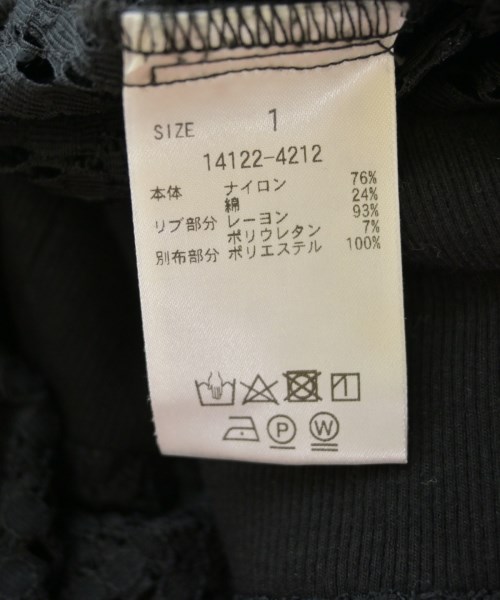 SIZE 1
14122-4212
本体 ナイロン 76%
綿 24%
リブ部分 レーヨン 93%
ポリウレタン 7%
別布部分 ポリエステル 100%
P W